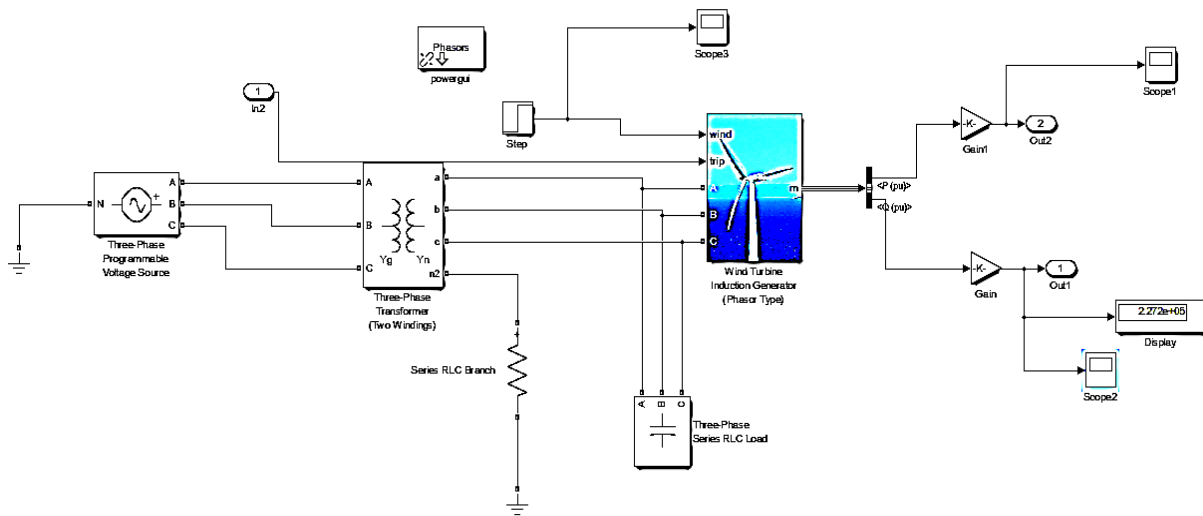 Phasors
powergui
Scope3
1
In2
Step
wind
trip
A
B
C
m
Wind Turbine
Induction Generator
(Phasor Type)
<P (pu)>
<Q (pu)>
-K-
Gain1
2
Out2
Scope1
N
+
A
B
C
Three-Phase
Programmable
Voltage Source
A
B
C
a
b
c
n2
Yg
Yn
Three-Phase
Transformer
(Two Windings)
+
Series RLC Branch
A
B
C
Three-Phase
Series RLC Load
-K-
Gain
1
Out1
2.272e+05
Display
Scope2